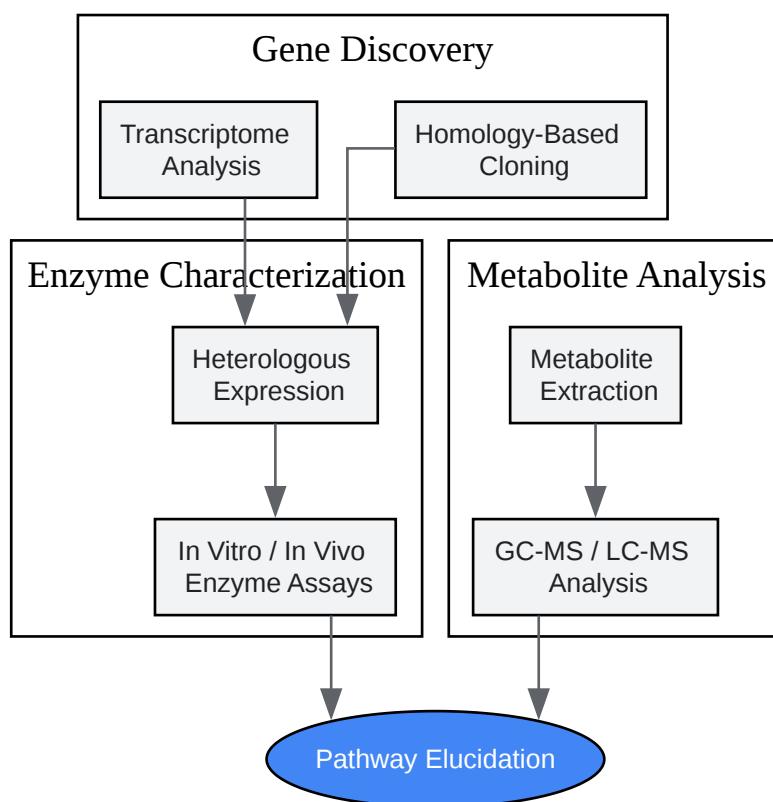 Gene Discovery
Transcriptome
Analysis
Homology-Based
Cloning
Enzyme Characterization
Heterologous
Expression
In Vitro / In Vivo
Enzyme Assays
Metabolite Analysis
Metabolite
Extraction
GC-MS / LC-MS
Analysis
Pathway Elucidation